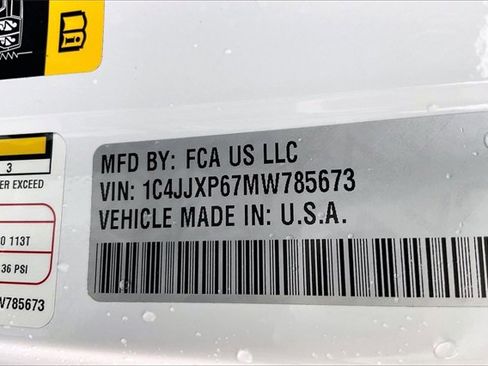 MFD BY: FCA US LLC
VIN: 1C4JJXP67MW785673
VEHICLE MADE IN: U.S.A.
3
ER EXCEED
0 113T
36 PSI
W785673